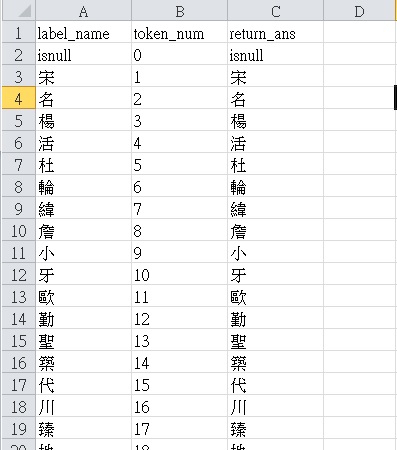 A B C D
1 label_name token_num return_ans
2 isnull 0 isnull
3 宋 1 宋
4 名 2 名
5 楊 3 楊
6 活 4 活
7 杜 5 杜
8 輪 6 輪
9 緯 7 緯
10 詹 8 詹
11 小 9 小
12 牙 10 牙
13 歐 11 歐
14 勤 12 勤
15 聖 13 聖
16 築 14 築
17 代 15 代
18 川 16 川
19 臻 17 臻
20 地 18 地